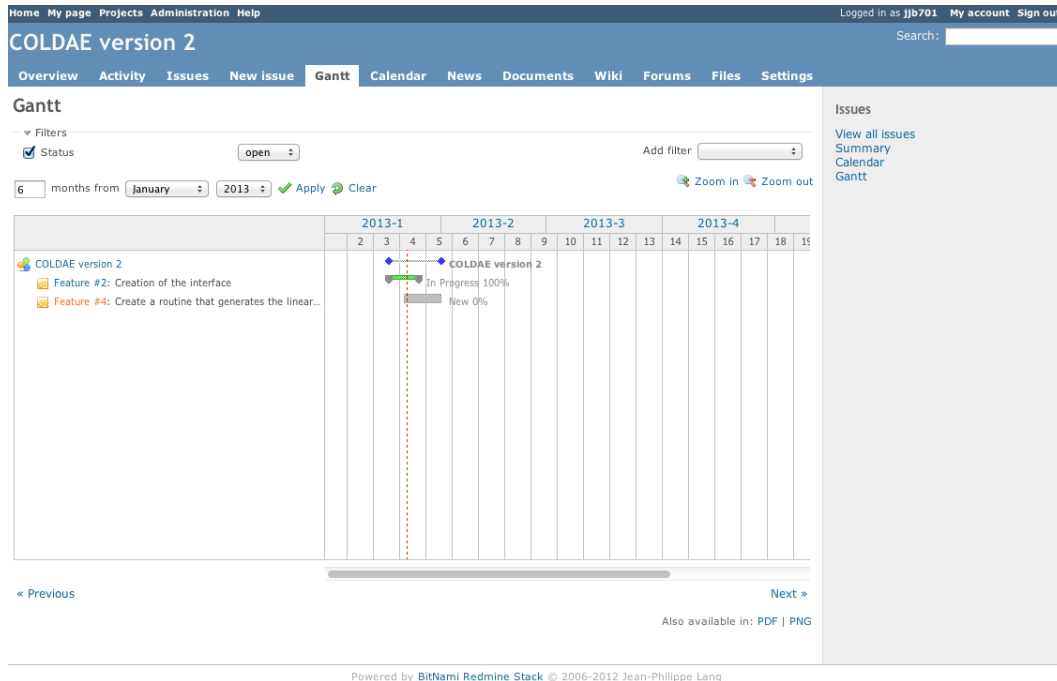 Home My page Projects Administration Help Logged in as jjb701 My account Sign out
COLDAE version 2 Search:
Overview Activity Issues New issue Gantt Calendar News Documents Wiki Forums Files Settings
Gantt
Filters
Status open Add filter
6 months from January 2013 Apply Clear Zoom in Zoom out
2013-1 2013-2 2013-3 2013-4
2 3 4 5 6 7 8 9 10 11 12 13 14 15 16 17 18 19
COLDAE version 2 COLDAE version 2
Feature #2: Creation of the interface In Progress 100%
Feature #4: Create a routine that generates the linear... New 0%
« Previous Next »
Also available in: PDF | PNG
Issues
View all issues
Summary
Calendar
Gantt
Powered by BitNami Redmine Stack © 2006-2012 Jean-Philippe Lang